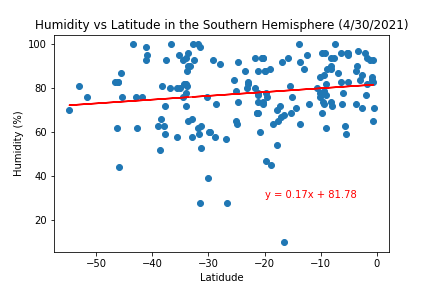 Humidity vs Latitude in the Southern Hemisphere (4/30/2021)
100
80
60
40
20
Humidity (%)
y = 0.17x + 81.78
−50
−40
−30
−20
−10
0
Latidude